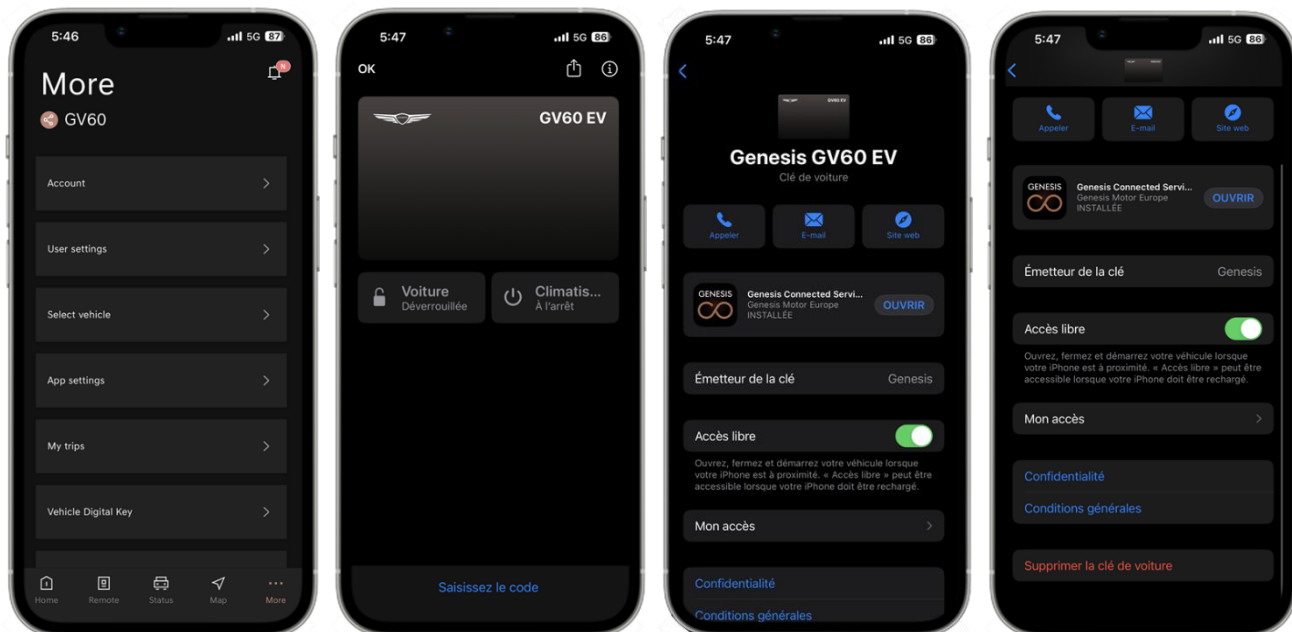 5:46
5G 87
More
N
GV60
Account
User settings
Select vehicle
App settings
My trips
Vehicle Digital Key
Home Remote Status Map More
5:47
5G 86
OK
GV60 EV
Voiture
Déverrouillée
Climatis...
À l'arrêt
Saisissez le code
5:47
5G 86
GV60 EV
Genesis GV60 EV
Clé de voiture
Appeler E-mail Site web
GENESIS
Genesis Connected Servi...
Genesis Motor Europe
INSTALLÉE
OUVRIR
Émetteur de la clé Genesis
Accès libre
Ouvrez, fermez et démarrez votre véhicule lorsque
votre iPhone est à proximité. « Accès libre » peut être
accessible lorsque votre iPhone doit être rechargé.
Mon accès
Confidentialité
Conditions générales
5:47
5G 86
Appeler E-mail Site web
GENESIS
Genesis Connected Servi...
Genesis Motor Europe
INSTALLÉE
OUVRIR
Émetteur de la clé Genesis
Accès libre
Ouvrez, fermez et démarrez votre véhicule lorsque
votre iPhone est à proximité. « Accès libre » peut être
accessible lorsque votre iPhone doit être rechargé.
Mon accès
Confidentialité
Conditions générales
Supprimer la clé de voiture